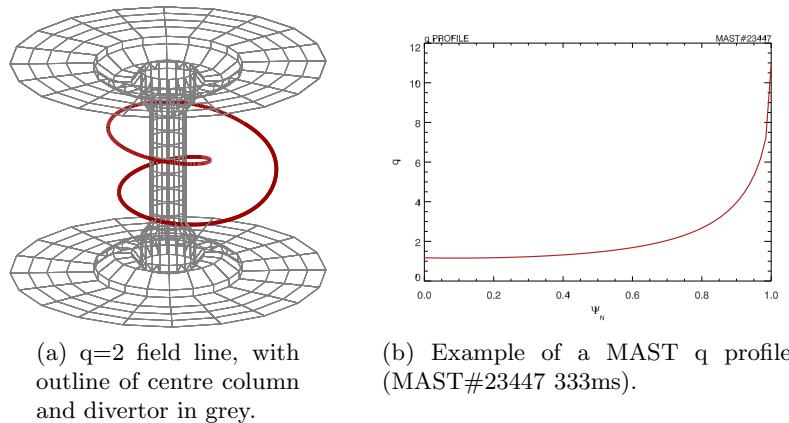 q PROFILE MAST#23447
12
10
8
6
4
2
0
q
0.0 0.2 0.4 0.6 0.8 1.0
Ψ_N
(a) q=2 field line, with
outline of centre column
and divertor in grey.
(b) Example of a MAST q profile
(MAST#23447 333ms).